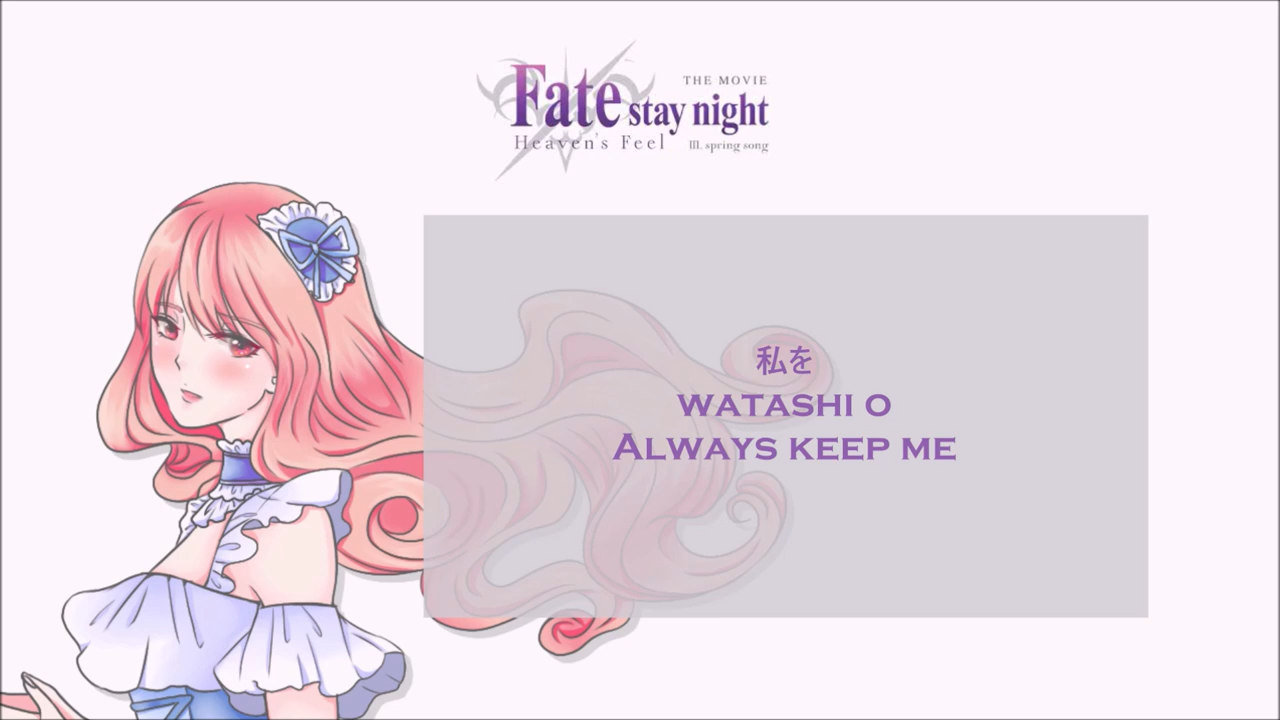 THE MOVIE
Fate stay night
Heaven's Feel III. spring song
私を
WATASHI O
ALWAYS KEEP ME